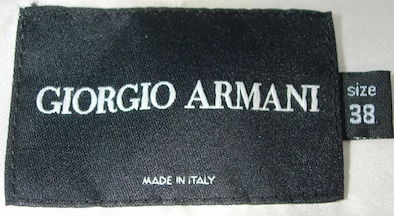 GIORGIO ARMANI
MADE IN ITALY
size
38